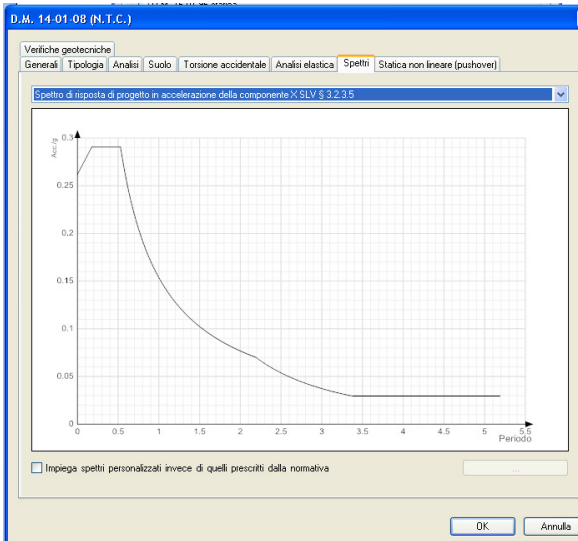 D.M. 14-01-08 (N.T.C.)
Verifiche geotecniche
Generali Tipologia Analisi Suolo Torsione accidentale Analisi elastica Spettri Statica non lineare (pushover)
Spettro di risposta di progetto in accelerazione della componente X SLV § 3.2.3.5
Acc./g
0.3
0.25
0.2
0.15
0.1
0.05
0
0 0.5 1 1.5 2 2.5 3 3.5 4 4.5 5 5.5
Periodo
Impiega spettri personalizzati invece di quelli prescritti dalla normativa
...
OK Annulla